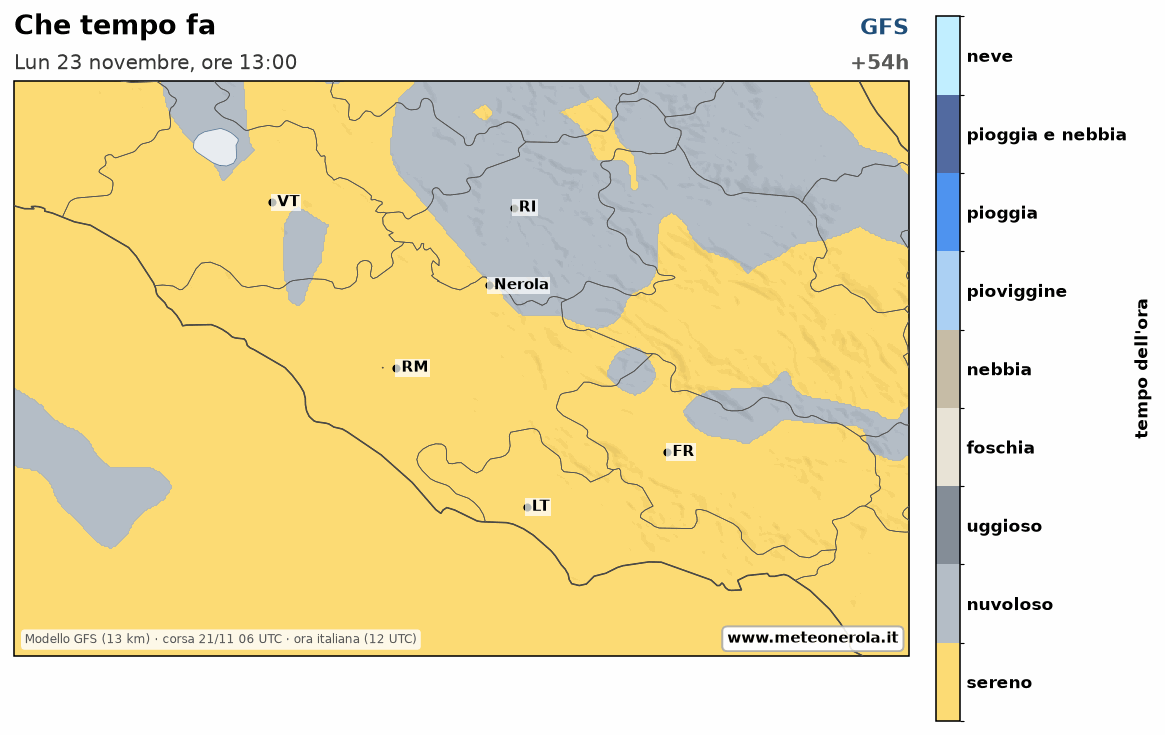 Che tempo fa
GFS
Lun 23 novembre, ore 13:00
+54h
VT
RI
Nerola
RM
FR
LT
Modello GFS (13 km) · corsa 21/11 06 UTC · ora italiana (12 UTC)
www.meteonerola.it
neve
pioggia e nebbia
pioggia
pioviggine
nebbia
foschia
uggioso
nuvoloso
sereno
tempo dell'ora